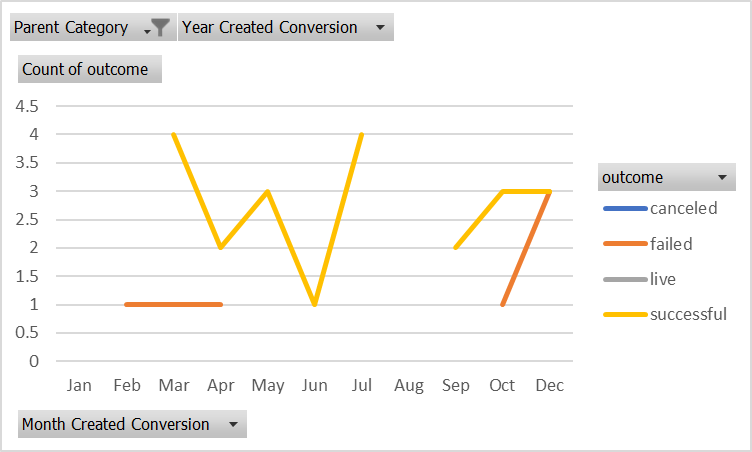 Parent Category Year Created Conversion
Count of outcome
4.5
4
3.5
3
2.5
2
1.5
1
0.5
0
Jan Feb Mar Apr May Jun Jul Aug Sep Oct Dec
outcome
canceled
failed
live
successful
Month Created Conversion